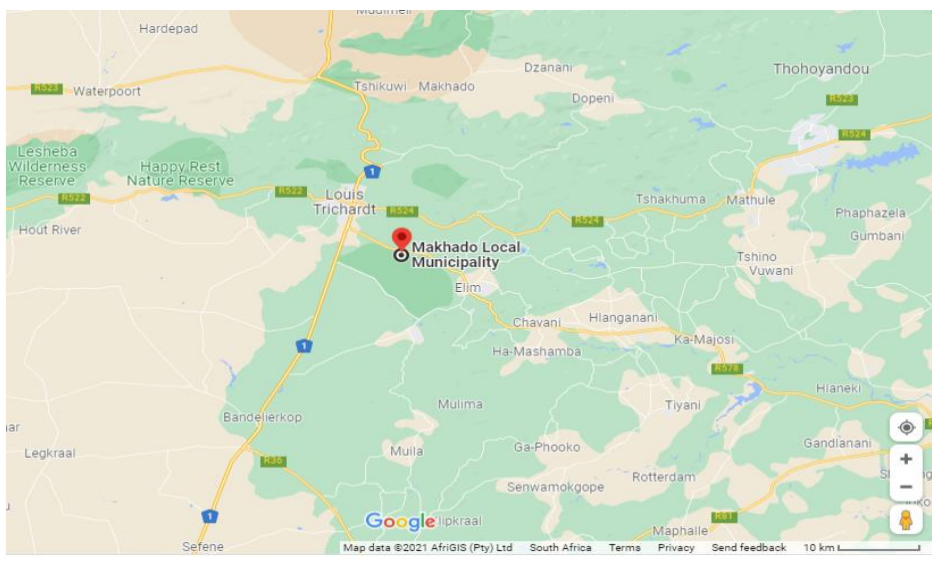 Mudimeli
Hardepad
Dzanani
Thohoyandou
R523
Waterpoort
Tshikuwi
Makhado
Dopeni
R523
R524
Lesheba
Wilderness
Reserve
Happy Rest
Nature Reserve
1
R522
R522
Louis
Trichardt
R524
R524
Tshakhuma
Mathule
Phaphazela
Gumbani
Hout River
Makhado Local
Municipality
Tshino
Vuwani
Elim
Chavani
Hlanganani
Ka-Majosi
1
Ha-Mashamba
R578
Hlaneki
Mulima
Tiyani
Bandelierkop
Legkraal
Muila
Ga-Phooko
Gandlanani
R36
Senwamokgope
Rotterdam
1
Google
lipkraal
R81
Maphalle
Sefene
Map data ©2021 AfriGIS (Pty) Ltd South Africa Terms Privacy Send feedback 10 km